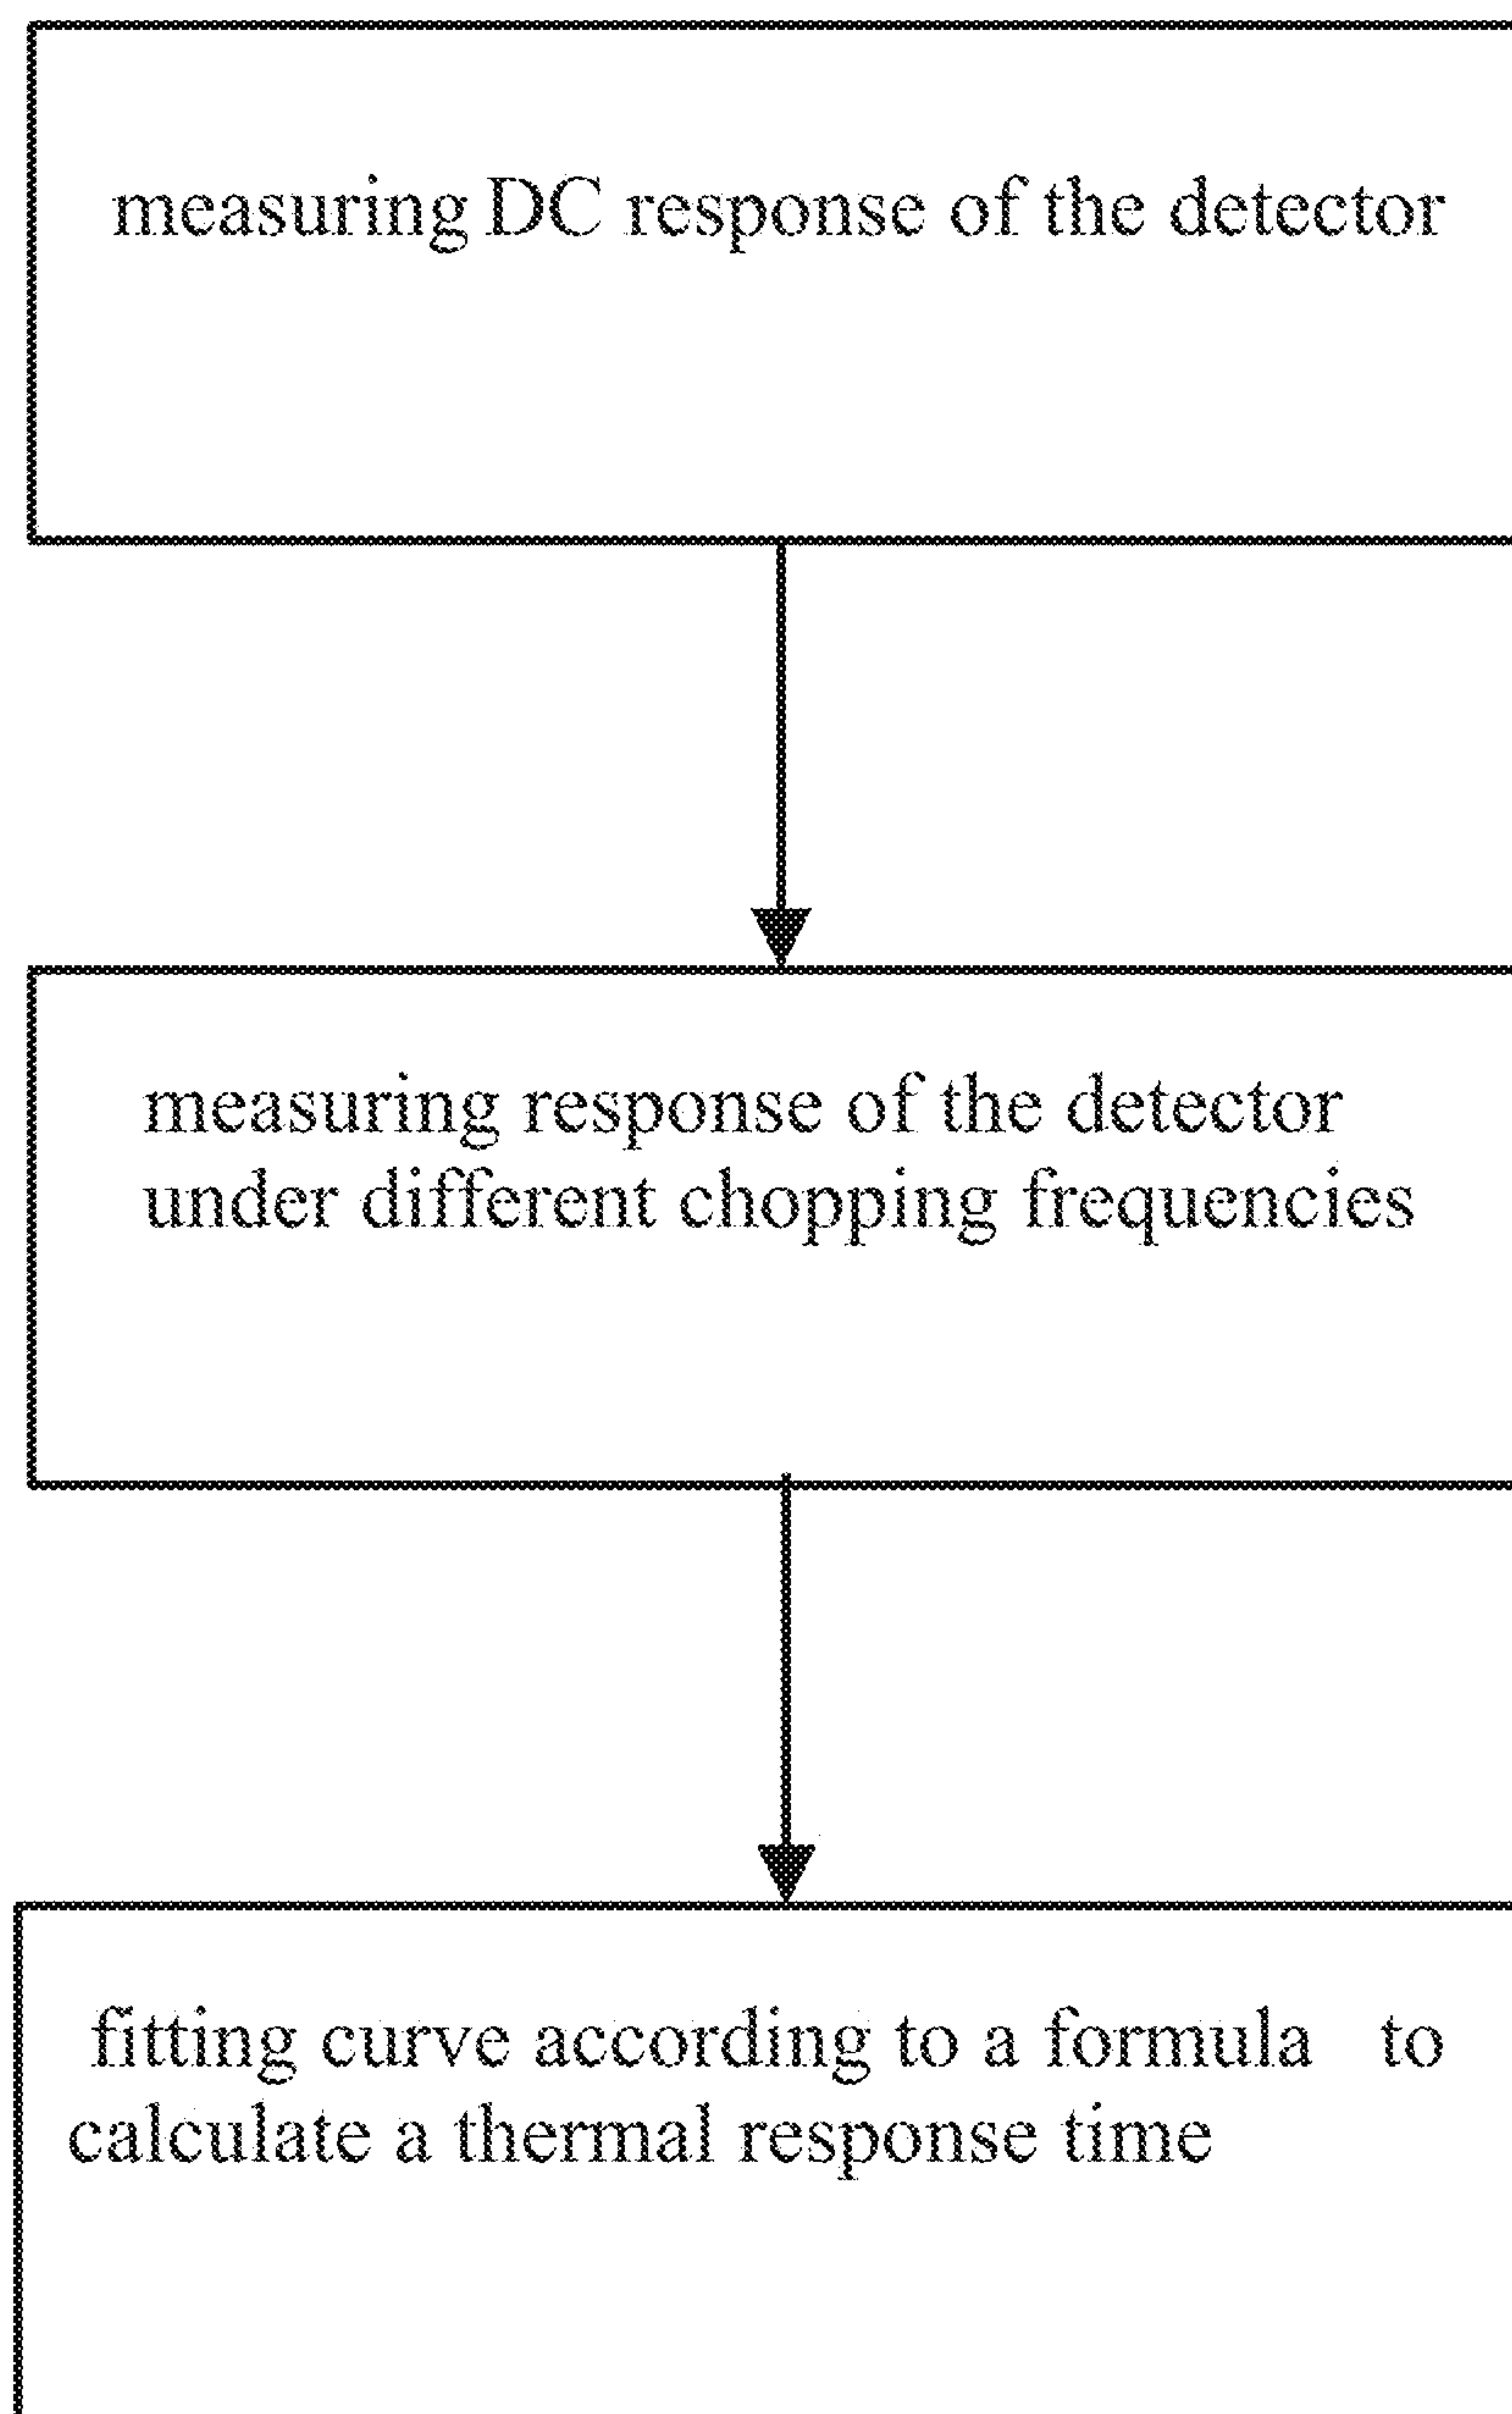 measuring DC response of the detector
measuring response of the detector
under different chopping frequencies
fitting curve according to a formula to
calculate a thermal response time